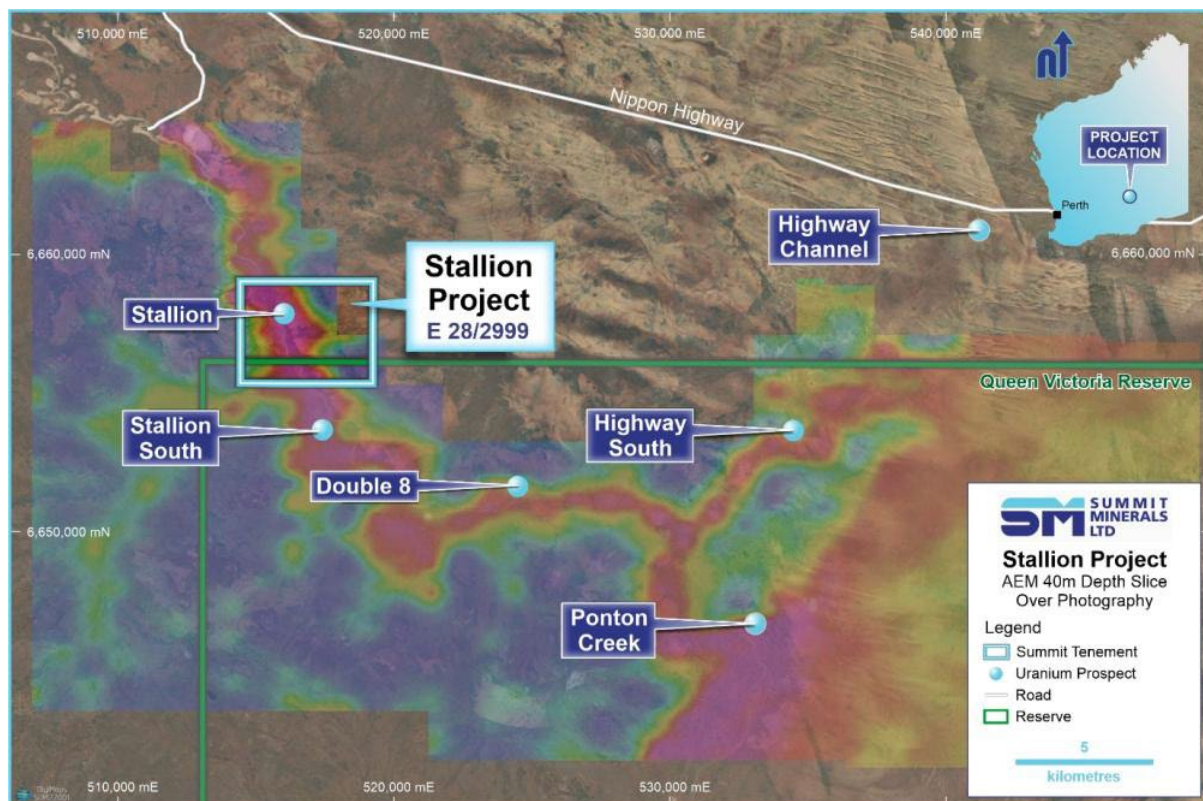 510,000 mE
520,000 mE
530,000 mE
540,000 mE
Nippon Highway
PROJECT
LOCATION
Perth
6,660,000 mN
Highway
Channel
6,660,000 mN
Stallion
Project
E 28/2999
Stallion
Queen Victoria Reserve
Stallion
South
Highway
South
Double 8
6,650,000 mN
Ponton
Creek
SM SUMMIT
MINERALS
LTD
Stallion Project
AEM 40m Depth Slice
Over Photography
Legend
Summit Tenement
Uranium Prospect
Road
Reserve
5
kilometres
510,000 mE
520,000 mE
530,000 mE